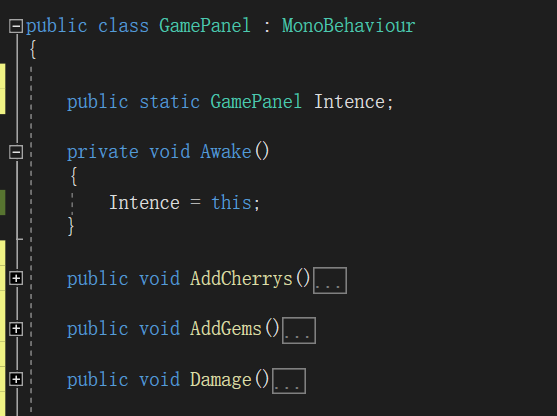 public class GamePanel : MonoBehaviour
{
public static GamePanel Intence;
private void Awake()
{
Intence = this;
}
public void AddCherrys()...
public void AddGems()...
public void Damage()...